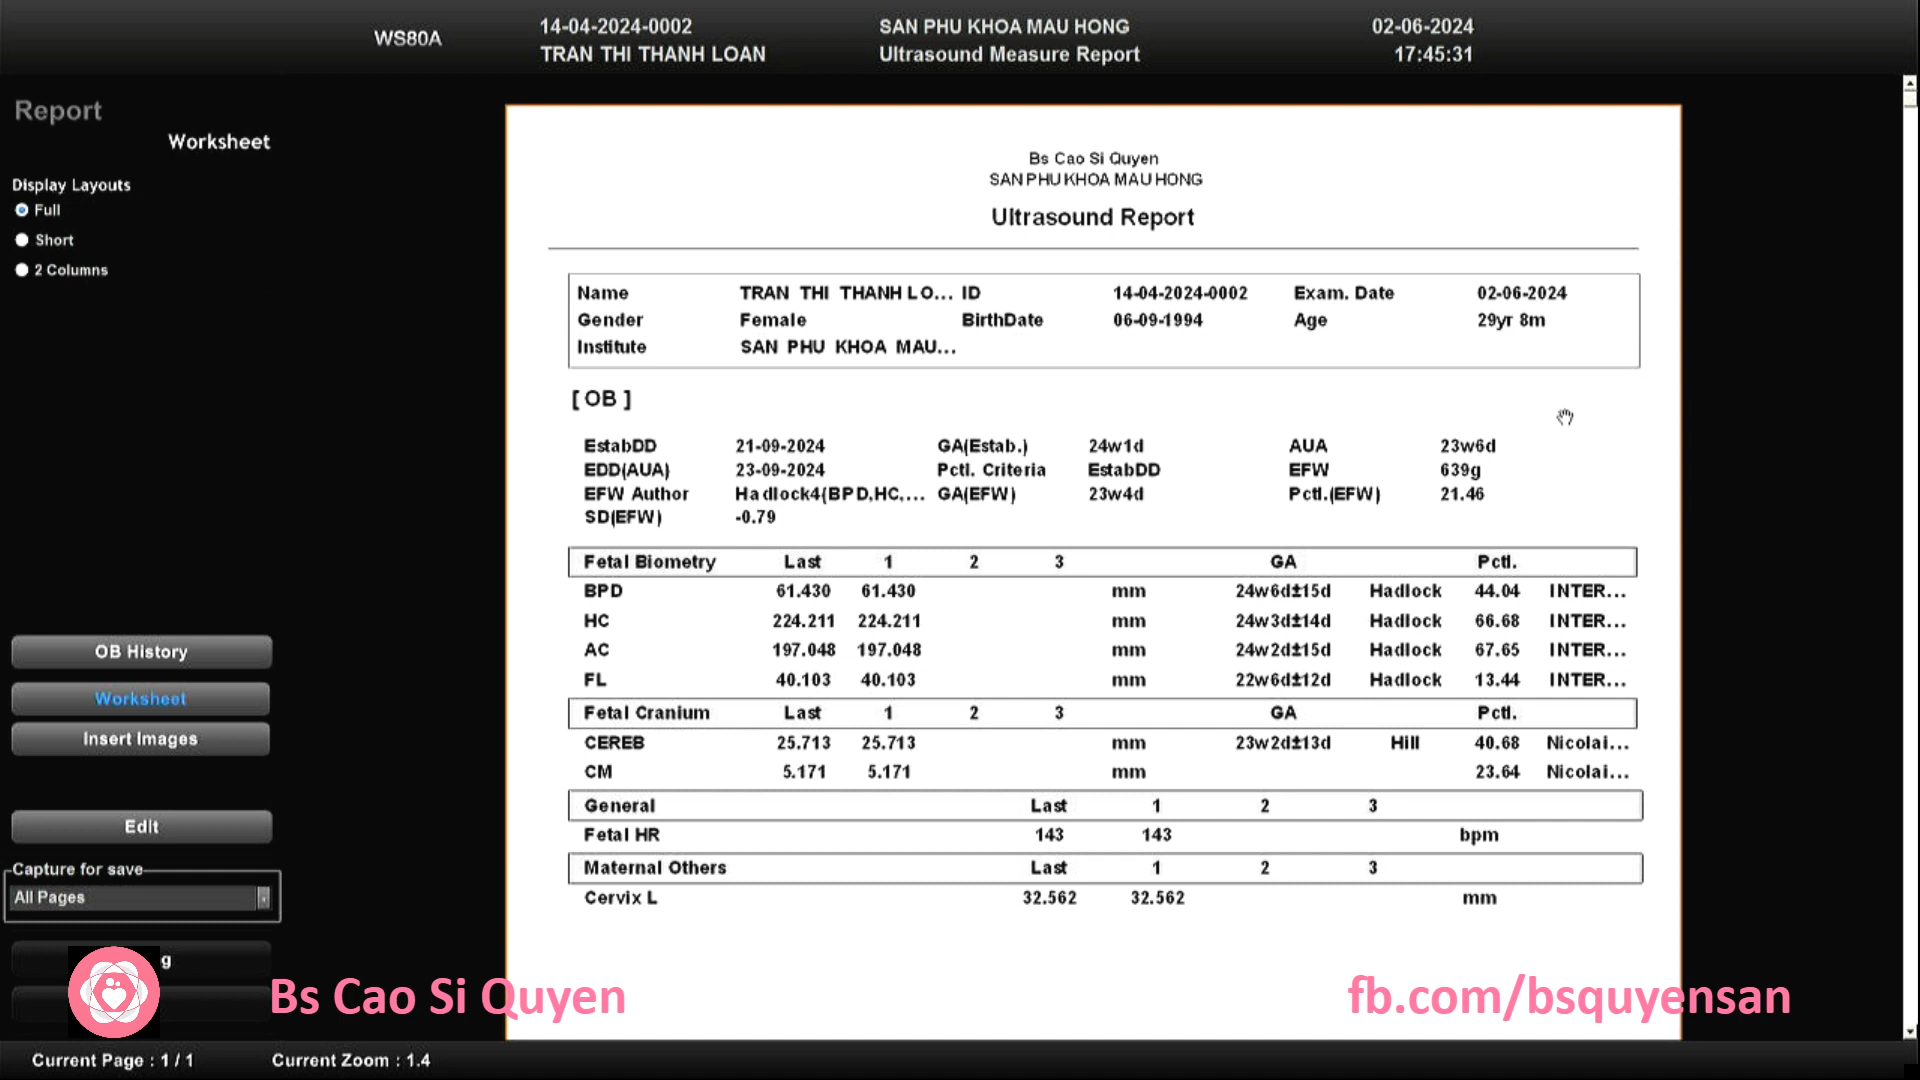 WS80A
14-04-2024-0002
TRAN THI THANH LOAN
SAN PHU KHOA MAU HONG
Ultrasound Measure Report
02-06-2024
17:45:31
Report
Worksheet
Display Layouts
Full
Short
2 Columns
OB History
Worksheet
Insert Images
Edit
Capture for save
All Pages
g
Bs Cao Si Quyen
SAN PHU KHOA MAU HONG
Ultrasound Report
Name TRAN THI THANH LO... ID 14-04-2024-0002 Exam. Date 02-06-2024
Gender Female BirthDate 06-09-1994 Age 29yr 8m
Institute SAN PHU KHOA MAU...
[ OB ]
EstabDD 21-09-2024 GA(Estab.) 24w1d AUA 23w6d
EDD(AUA) 23-09-2024 Pctl. Criteria EstabDD EFW 639g
EFW Author Hadlock4(BPD,HC,... GA(EFW) 23w4d Pctl.(EFW) 21.46
SD(EFW) -0.79
Fetal Biometry Last 1 2 3 GA Pctl.
BPD 61.430 61.430 mm 24w6d±15d Hadlock 44.04 INTER...
HC 224.211 224.211 mm 24w3d±14d Hadlock 66.68 INTER...
AC 197.048 197.048 mm 24w2d±15d Hadlock 67.65 INTER...
FL 40.103 40.103 mm 22w6d±12d Hadlock 13.44 INTER...
Fetal Cranium Last 1 2 3 GA Pctl.
CEREB 25.713 25.713 mm 23w2d±13d Hill 40.68 Nicolai...
CM 5.171 5.171 mm 23.64 Nicolai...
General Last 1 2 3
Fetal HR 143 143 bpm
Maternal Others Last 1 2 3
Cervix L 32.562 32.562 mm
Bs Cao Si Quyen
fb.com/bsquyensan
Current Page : 1 / 1
Current Zoom : 1.4